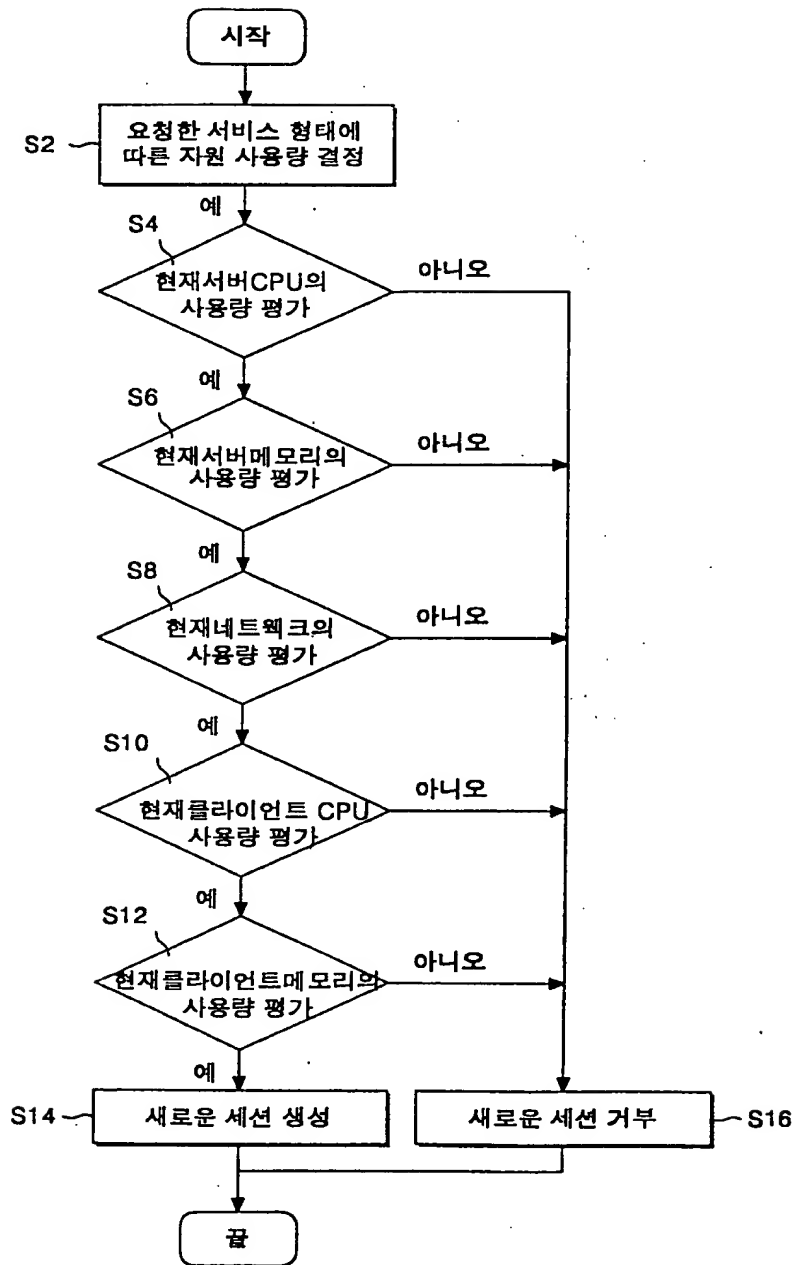 시작
S2
요청한 서비스 형태에
따른 자원 사용량 결정
예
S4
현재서버CPU의
사용량 평가
아니오
예
S6
현재서버메모리의
사용량 평가
아니오
예
S8
현재네트웍크의
사용량 평가
아니오
예
S10
현재클라이언트 CPU
사용량 평가
아니오
예
S12
현재클라이언트메모리의
사용량 평가
아니오
예
S14
새로운 세션 생성
새로운 세션 거부
S16
끝